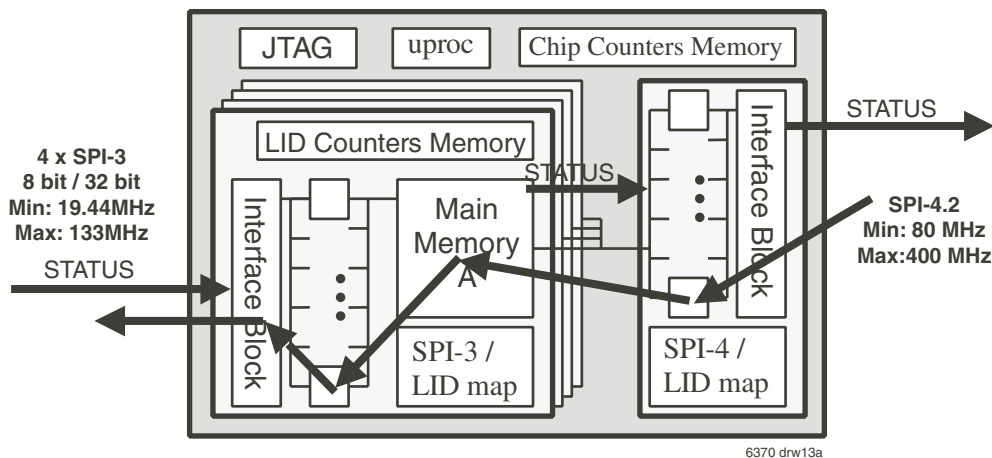 JTAG
uproc
Chip Counters Memory
LID Counters Memory
STATUS
STATUS
4 x SPI-3
8 bit / 32 bit
Min: 19.44MHz
Max: 133MHz
STATUS
Interface Block
Main
Memory
A
SPI-3 /
LID map
Interface Block
SPI-4 /
LID map
SPI-4.2
Min: 80 MHz
Max:400 MHz
6370 drw13a